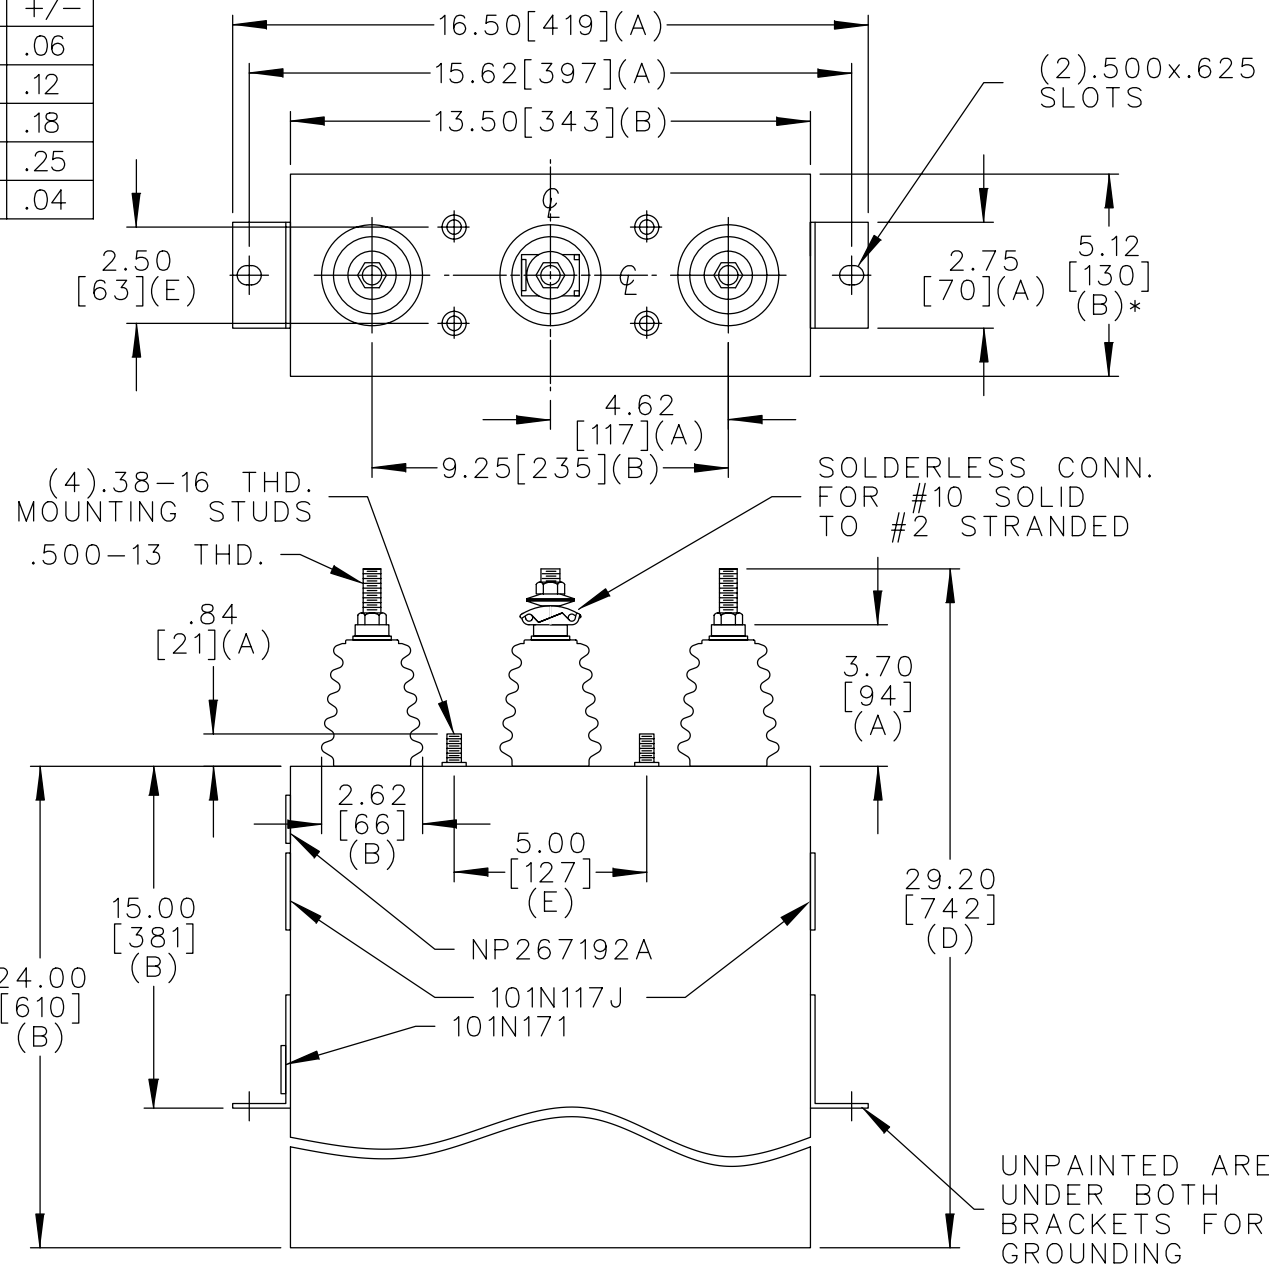 +/-
.06
.12
.18
.25
.04
16.50[419](A)
15.62[397](A)
13.50[343](B)
(2).500x.625
SLOTS
2.50
[63](E)
℄
℄
2.75
[70](A)
5.12
[130]
(B)*
4.62
[117](A)
9.25[235](B)
(4).38-16 THD.
MOUNTING STUDS
.500-13 THD.
SOLDERLESS CONN.
FOR #10 SOLID
TO #2 STRANDED
.84
[21](A)
3.70
[94]
(A)
2.62
[66]
(B)
5.00
[127]
(E)
15.00
[381]
(B)
29.20
[742]
(D)
NP267192A
24.00
[610]
(B)
101N117J
101N171
UNPAINTED ARE
UNDER BOTH
BRACKETS FOR
GROUNDING